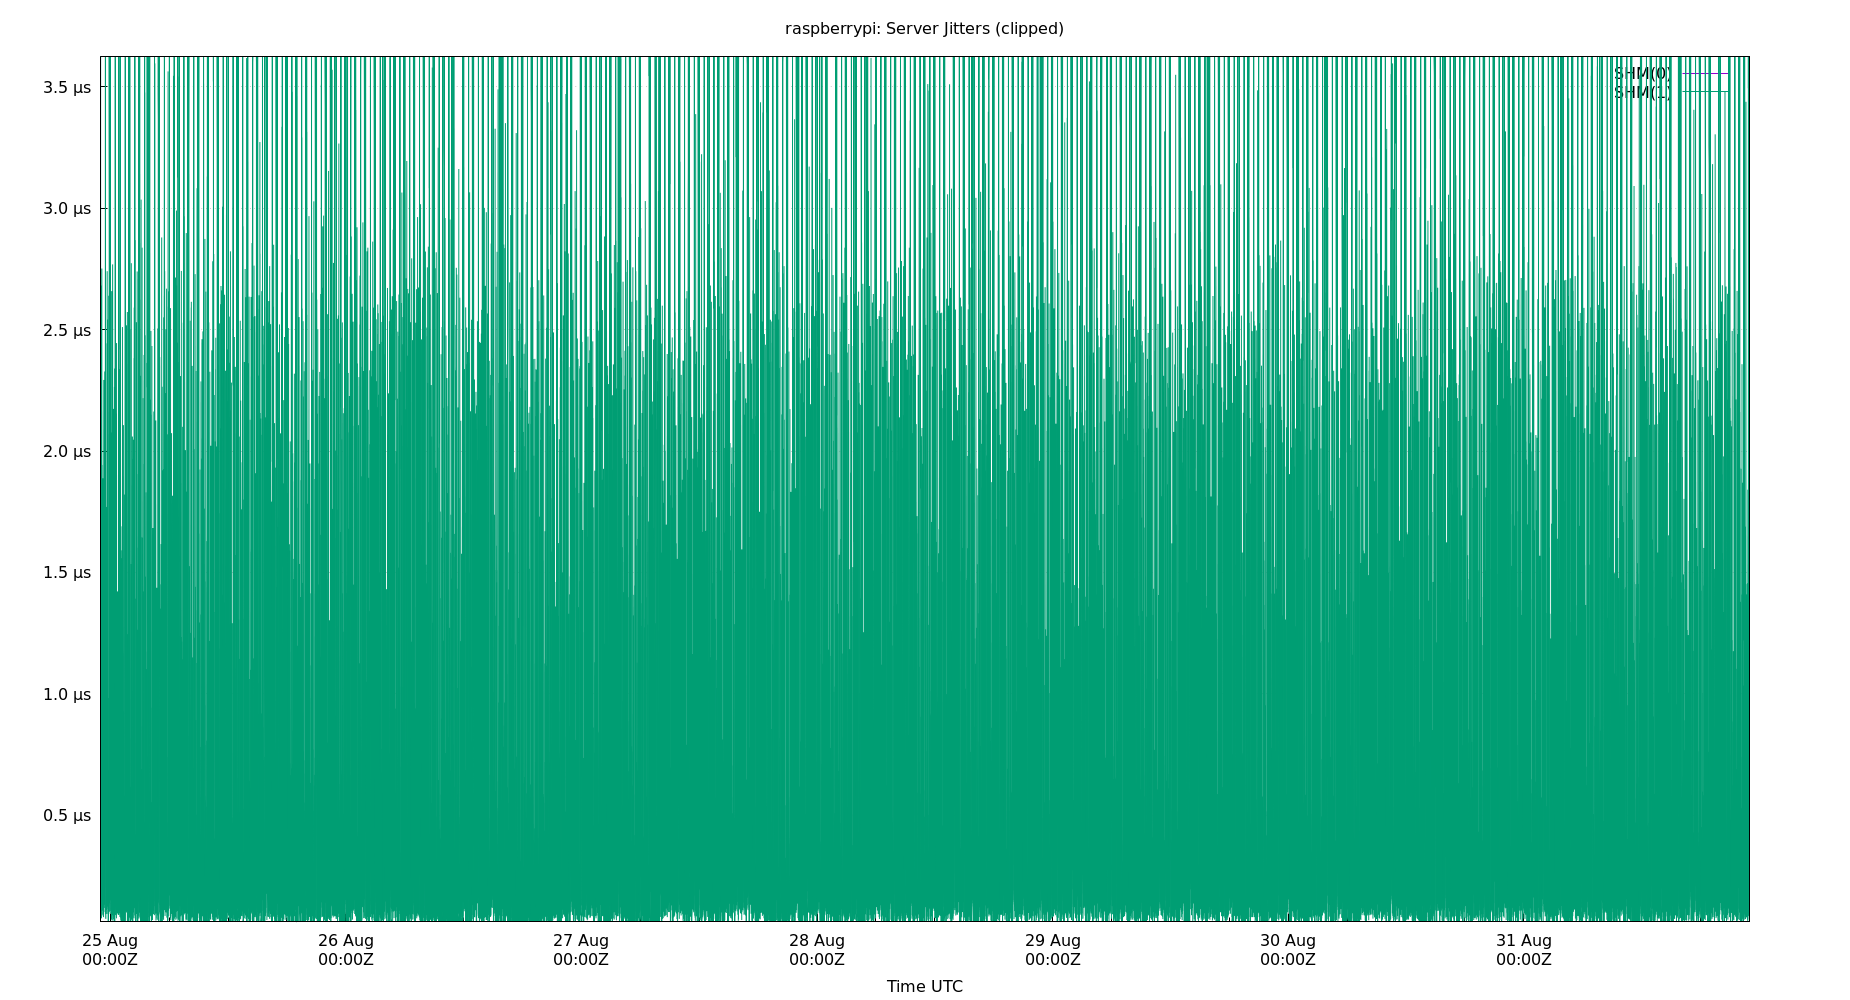 raspberrypi: Server Jitters (clipped)
SHM(0)
SHM(1)
3.5 μs
3.0 μs
2.5 μs
2.0 μs
1.5 μs
1.0 μs
0.5 μs
25 Aug 26 Aug 27 Aug 28 Aug 29 Aug 30 Aug 31 Aug
00:00Z 00:00Z 00:00Z 00:00Z 00:00Z 00:00Z 00:00Z
Time UTC